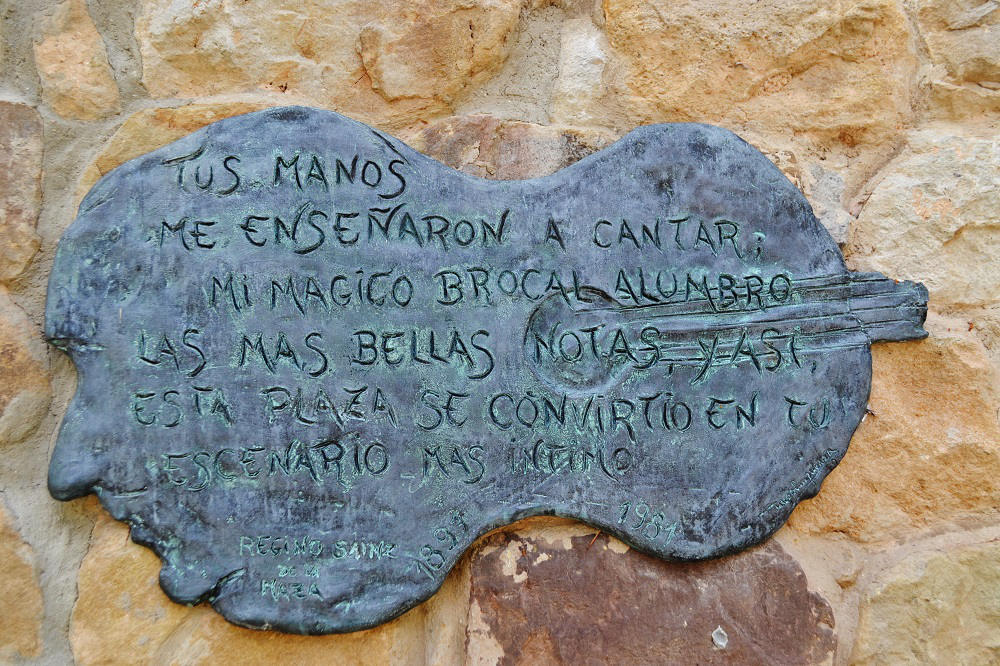 TUS MANOS
ME ENSEÑARON A CANTAR;
MI MAGICO BROCAL ALUMBRO
LAS MAS BELLAS NOTAS, Y ASI,
ESTA PLAZA SE CONVIRTIO EN TU
ESCENARIO MAS INTIMO
REGINO SAINZ
DE LA
MAZA
1897 1981